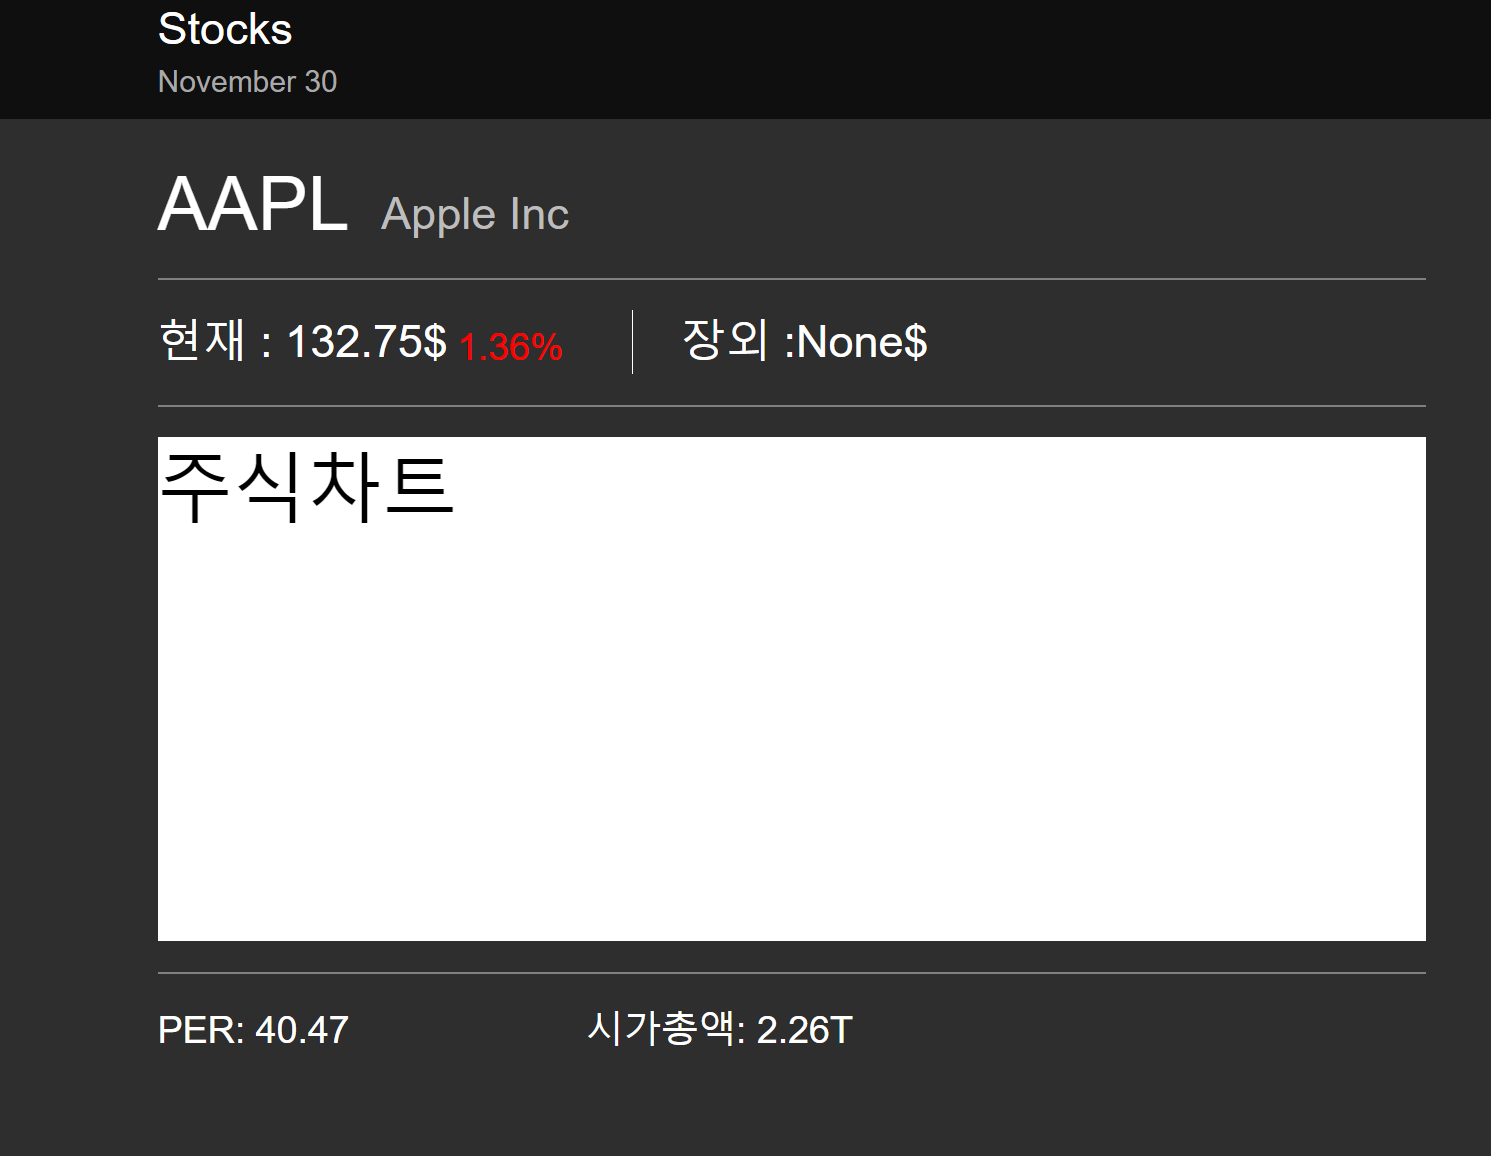 Stocks
November 30
AAPL Apple Inc
현재 : 132.75$ 1.36% 장외 :None$
주식차트
PER: 40.47 시가총액: 2.26T